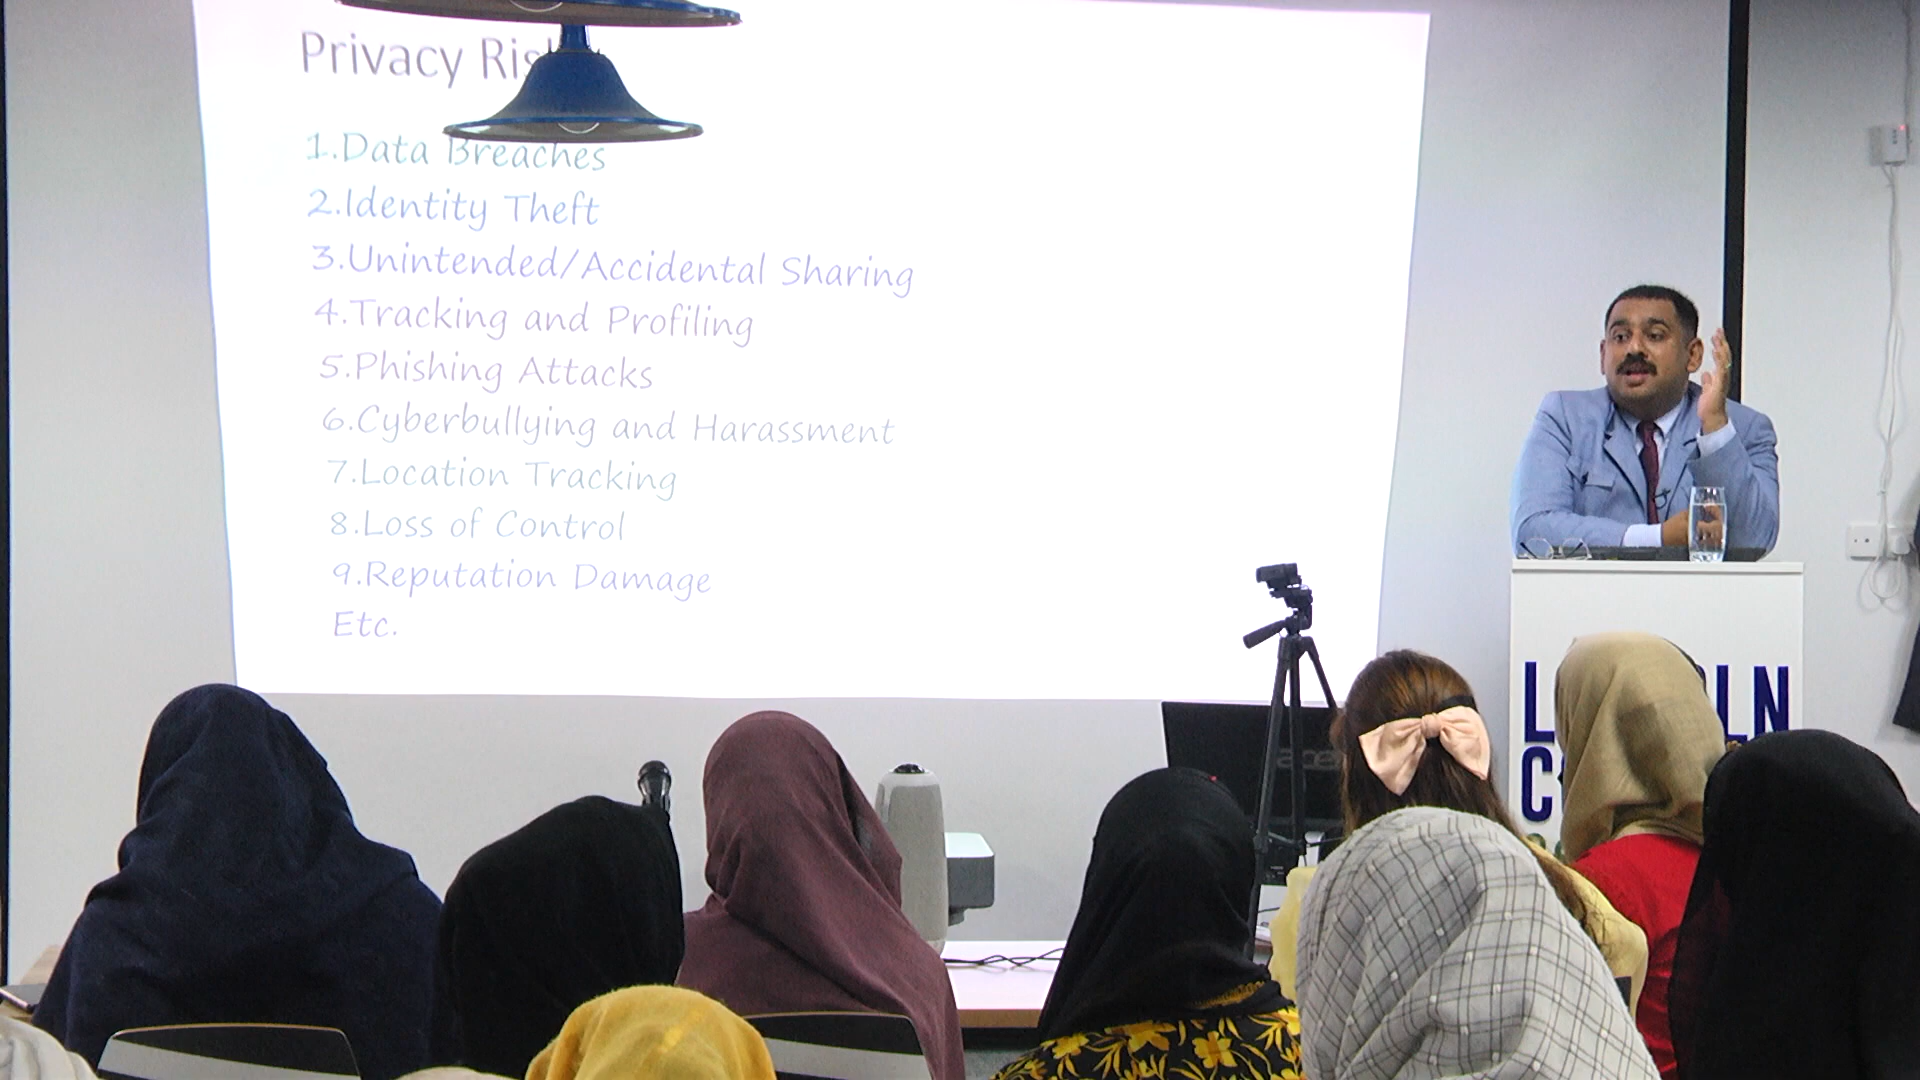 Privacy
1.Data Breaches
2.Identity Theft
3.Unintended/Accidental Sharing
4.Tracking and Profiling
5.Phishing Attacks
6.Cyberbullying and Harassment
7.Location Tracking
8.Loss of Control
9.Reputation Damage
Etc.
acer